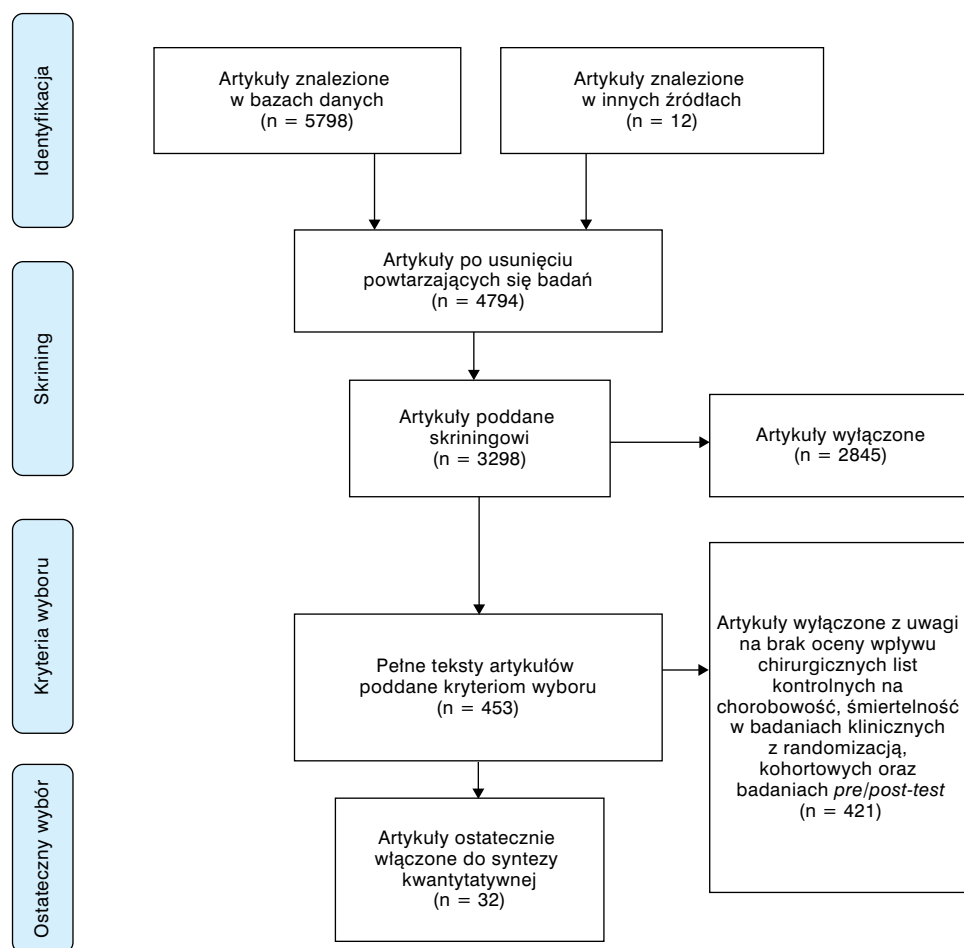 Identyfikacja
Artykuły znalezione
w bazach danych
(n = 5798)
Artykuły znalezione
w innych źródłach
(n = 12)
Skrining
Artykuły po usunięciu
powtarzających się badań
(n = 4794)
Artykuły poddane
skriningowi
(n = 3298)
Artykuły wyłączone
(n = 2845)
Kryteria wyboru
Pełne teksty artykułów
poddane kryteriom wyboru
(n = 453)
Artykuły wyłączone z uwagi
na brak oceny wpływu
chirurgicznych list
kontrolnych na
chorobowość, śmiertelność
w badaniach klinicznych
z randomizacją,
kohortowych oraz
badaniach pre/post-test
(n = 421)
Ostateczny wybór
Artykuły ostatecznie
włączone do syntezy
kwantytatywnej
(n = 32)